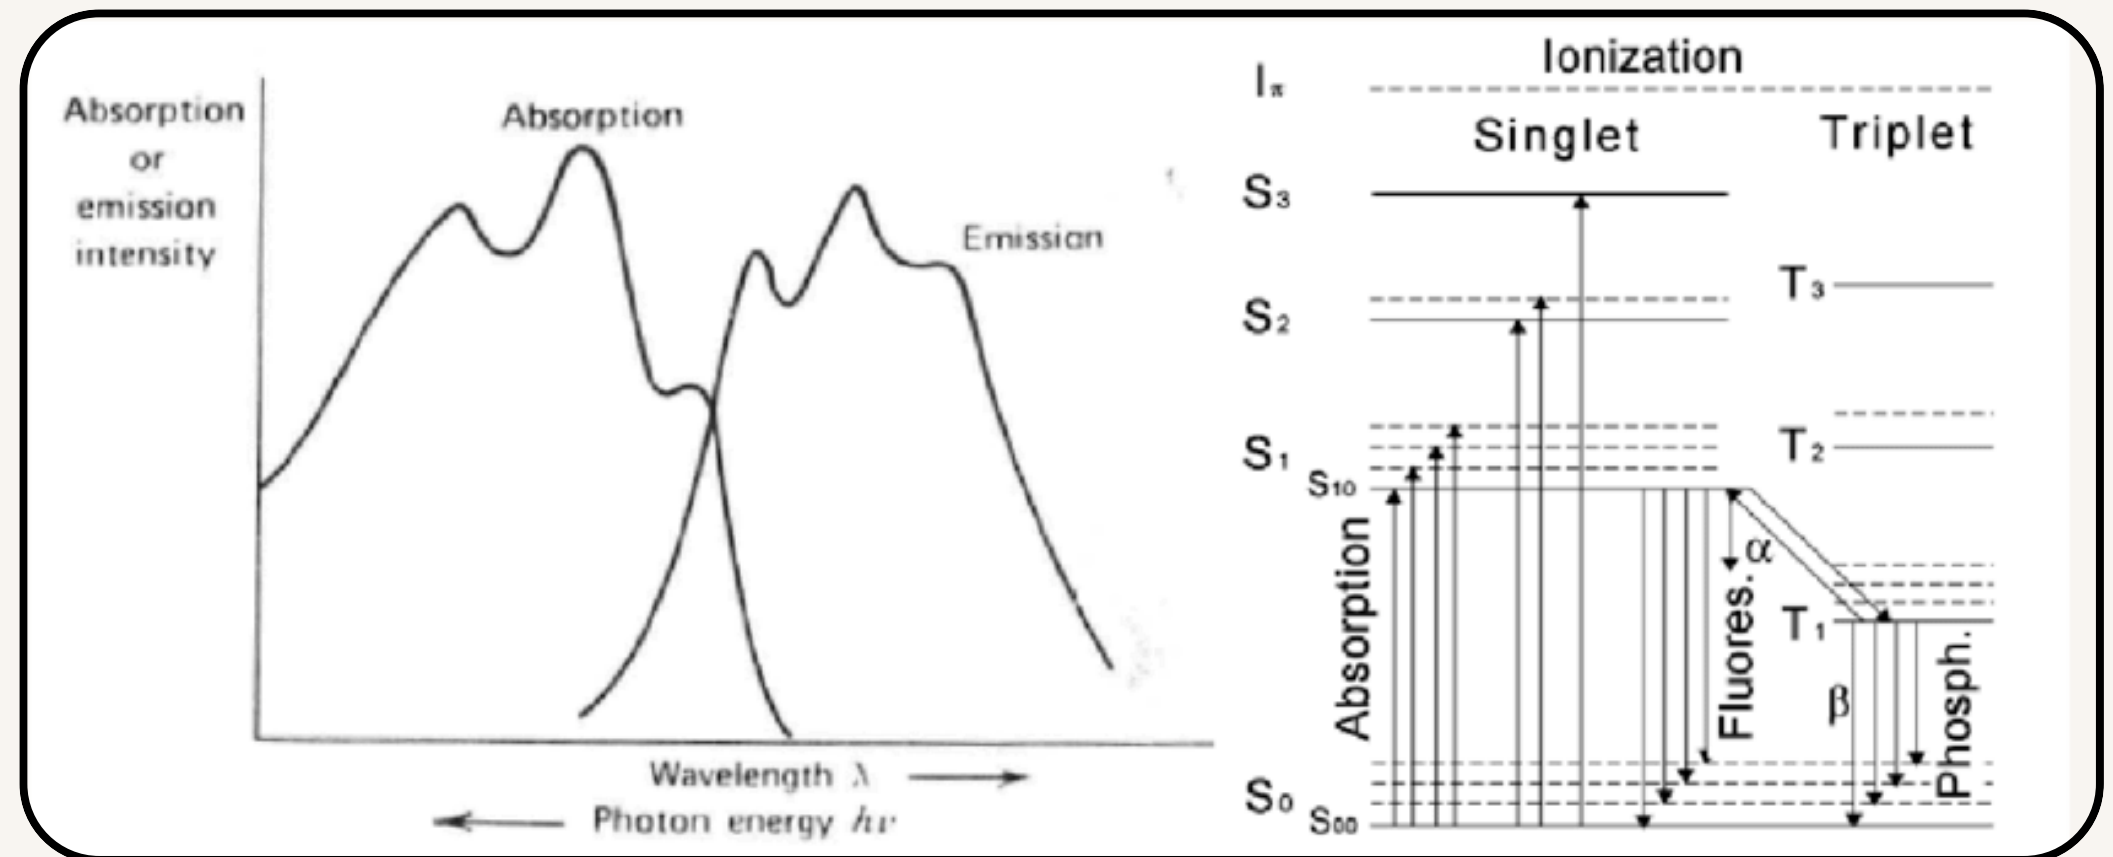 Absorption
or
emission
intensity
Absorption
Emission
Wavelength λ
Photon energy hν
Ionization
Iπ
Singlet
Triplet
S3
T3
S2
T2
S1
S10
Absorption
α
Fluores.
T1
β
Phosph.
S0
S00